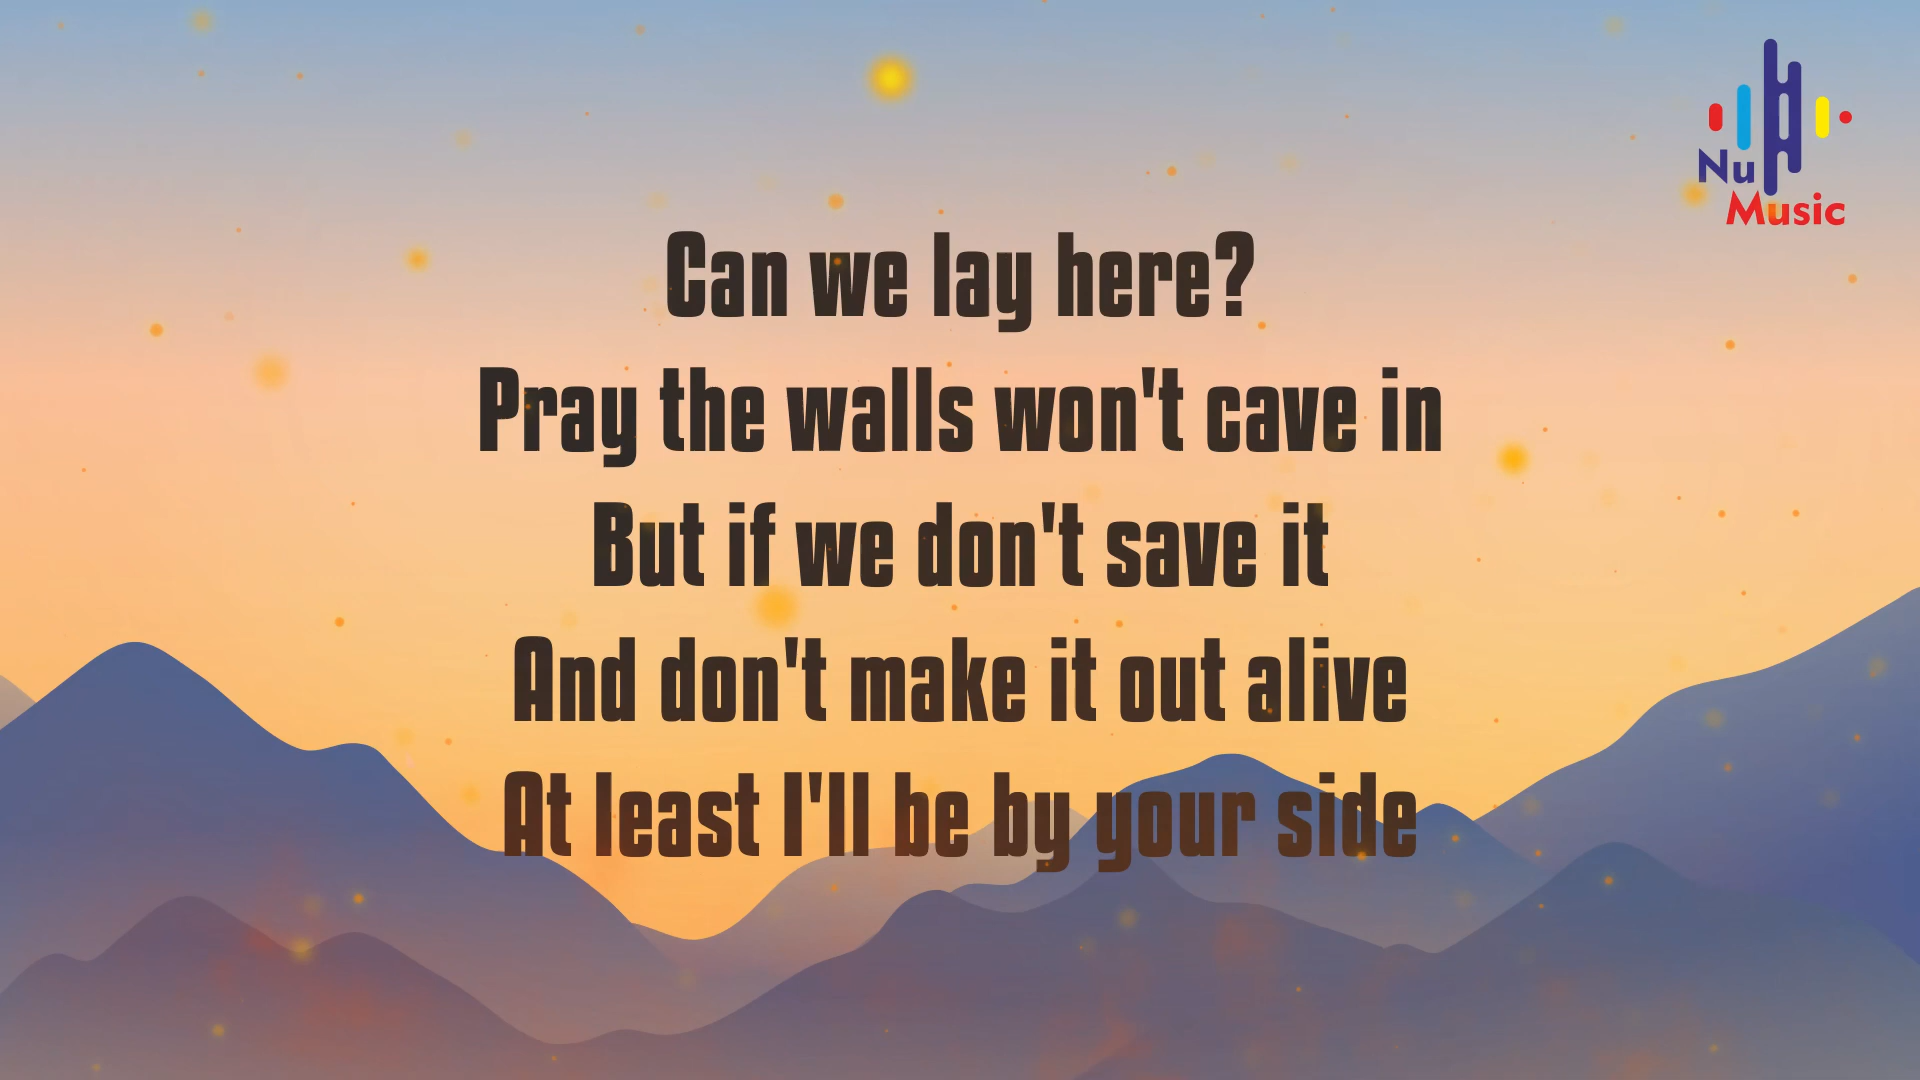 Nu
Music
Can we lay here?
Pray the walls won't cave in
But if we don't save it
And don't make it out alive
At least I'll be by your side